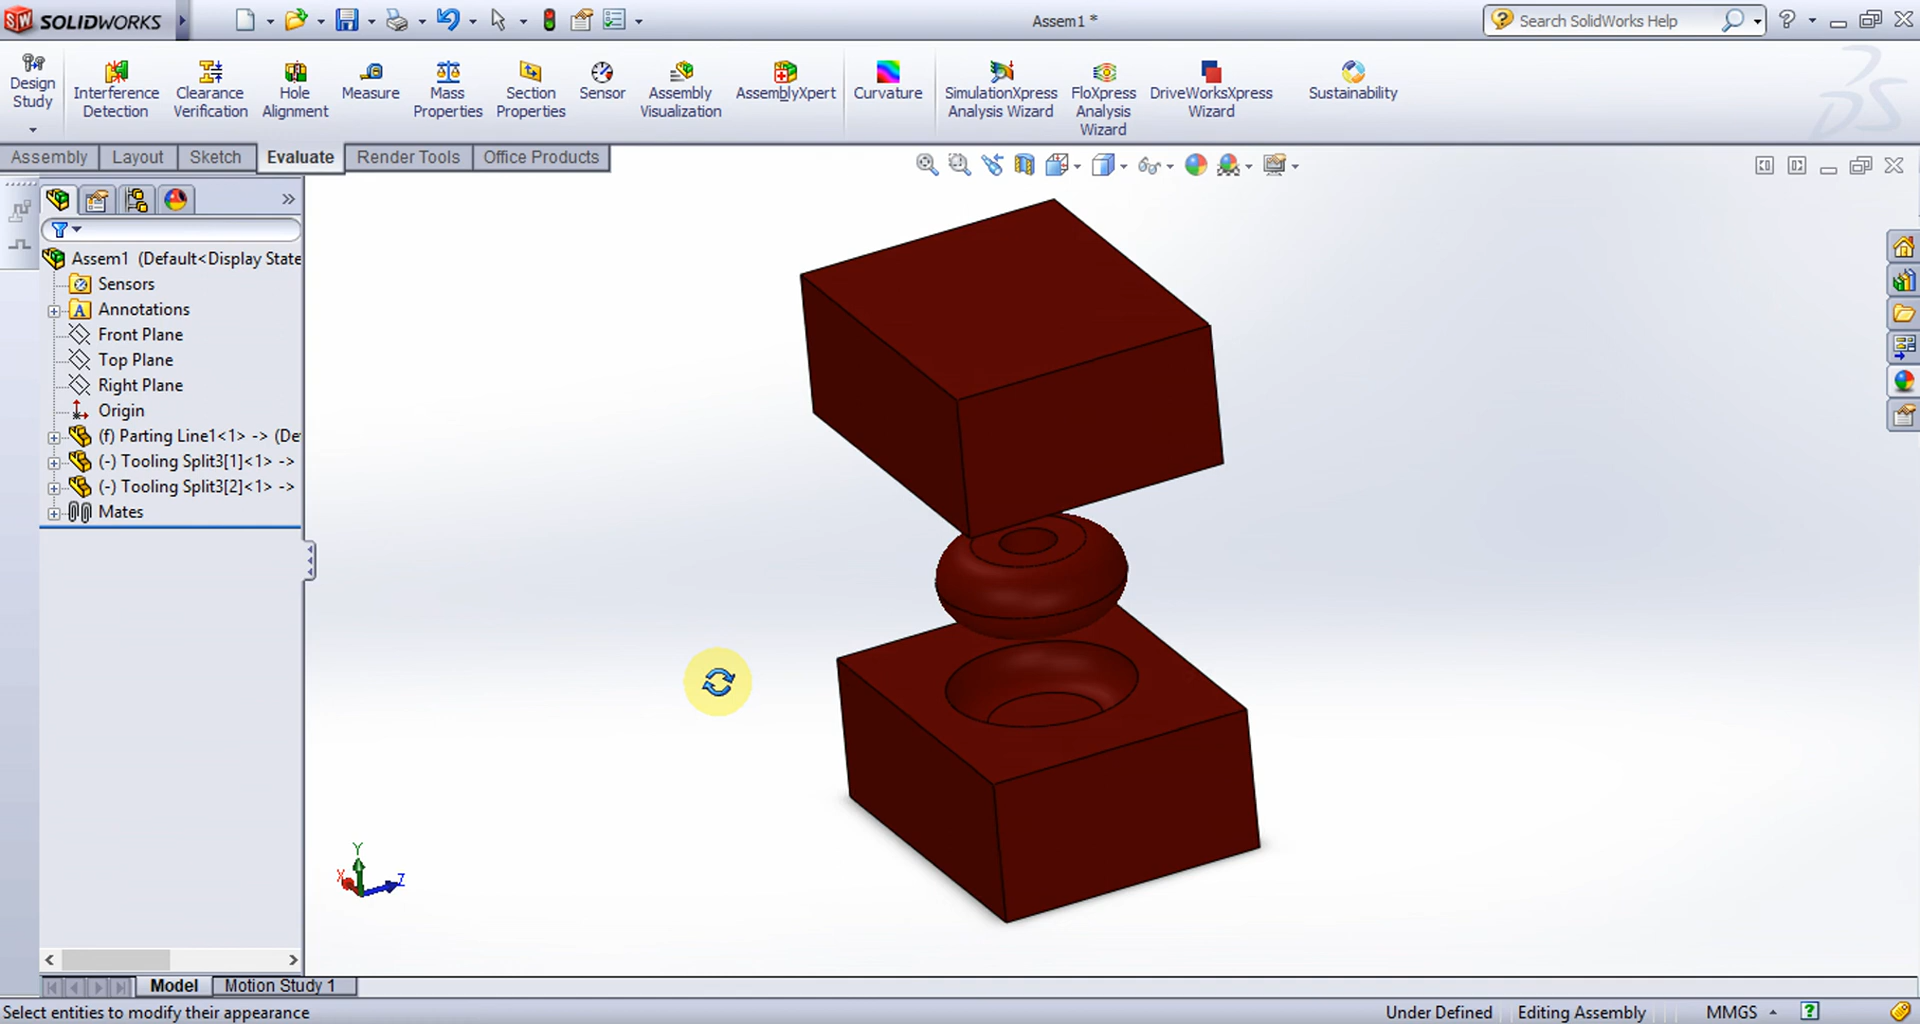 SW SOLIDWORKS
Assem1 *
Search SolidWorks Help
Design Study
Interference Detection
Clearance Verification
Hole Alignment
Measure
Mass Properties
Section Properties
Sensor
Assembly Visualization
AssemblyXpert
Curvature
SimulationXpress Analysis Wizard
FloXpress Analysis Wizard
DriveWorksXpress Wizard
Sustainability
Assembly
Layout
Sketch
Evaluate
Render Tools
Office Products
Assem1 (Default<Display State
Sensors
A Annotations
Front Plane
Top Plane
Right Plane
Origin
(f) Parting Line1<1> -> (De
(-) Tooling Split3[1]<1> ->
(-) Tooling Split3[2]<1> ->
Mates
Y
X
Z
Model
Motion Study 1
Select entities to modify their appearance
Under Defined
Editing Assembly
MMGS
?